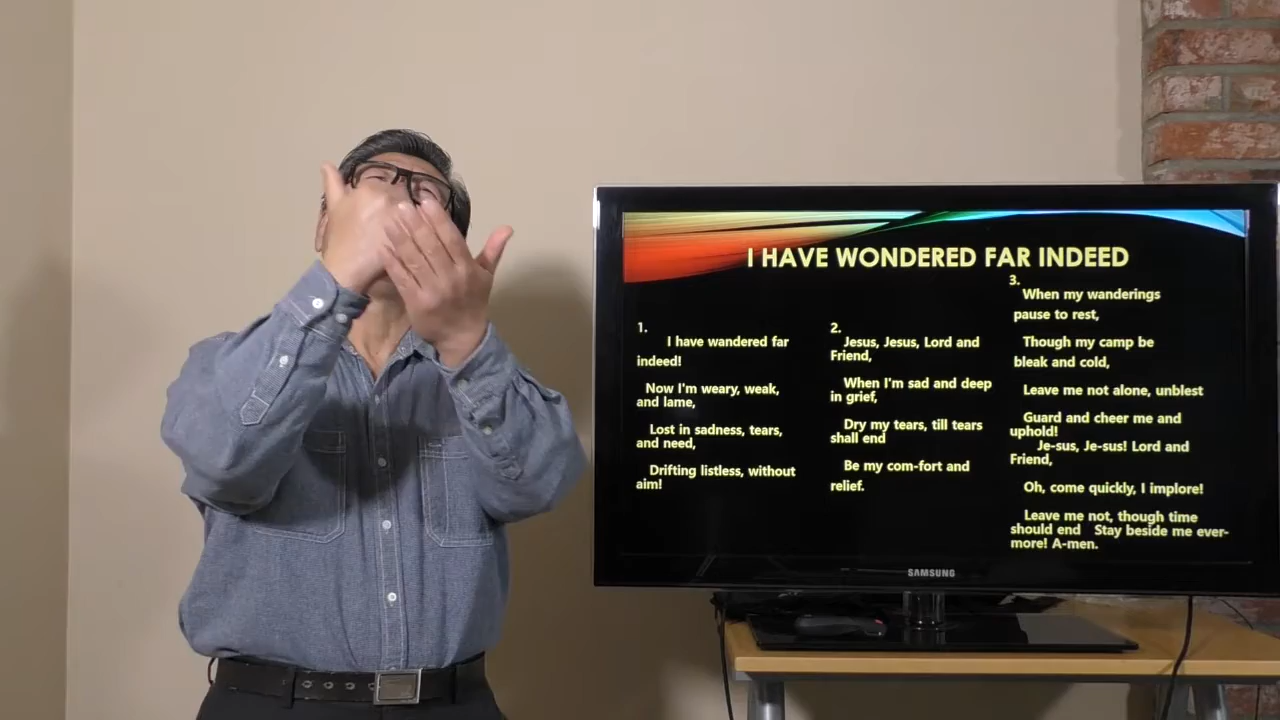 I HAVE WONDERED FAR INDEED
1.
I have wandered far
indeed!
Now I'm weary, weak,
and lame,
Lost in sadness, tears,
and need,
Drifting listless, without
aim!
2.
Jesus, Jesus, Lord and
Friend,
When I'm sad and deep
in grief,
Dry my tears, till tears
shall end
Be my com-fort and
relief.
3.
When my wanderings
pause to rest,
Though my camp be
bleak and cold,
Leave me not alone, unblest
Guard and cheer me and
uphold!
Je-sus, Je-sus! Lord and
Friend,
Oh, come quickly, I implore!
Leave me not, though time
should end Stay beside me ever-
more! A-men.
SAMSUNG